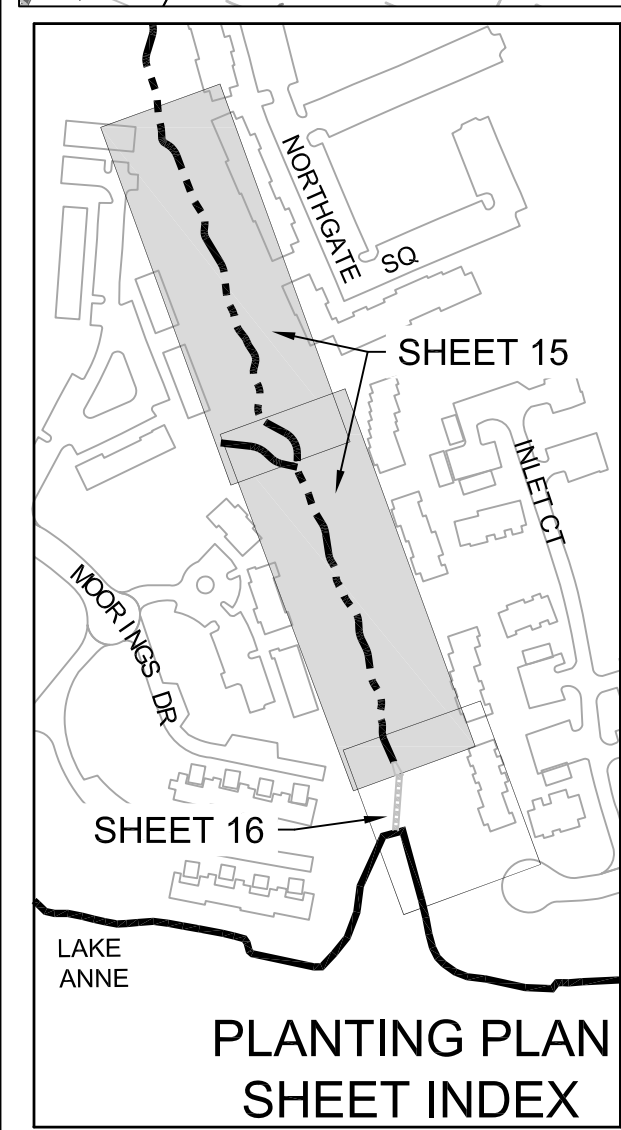 NORTHGATE
SQ
SHEET 15
INLET CT
MOORINGS DR
SHEET 16
LAKE
ANNE
PLANTING PLAN
SHEET INDEX